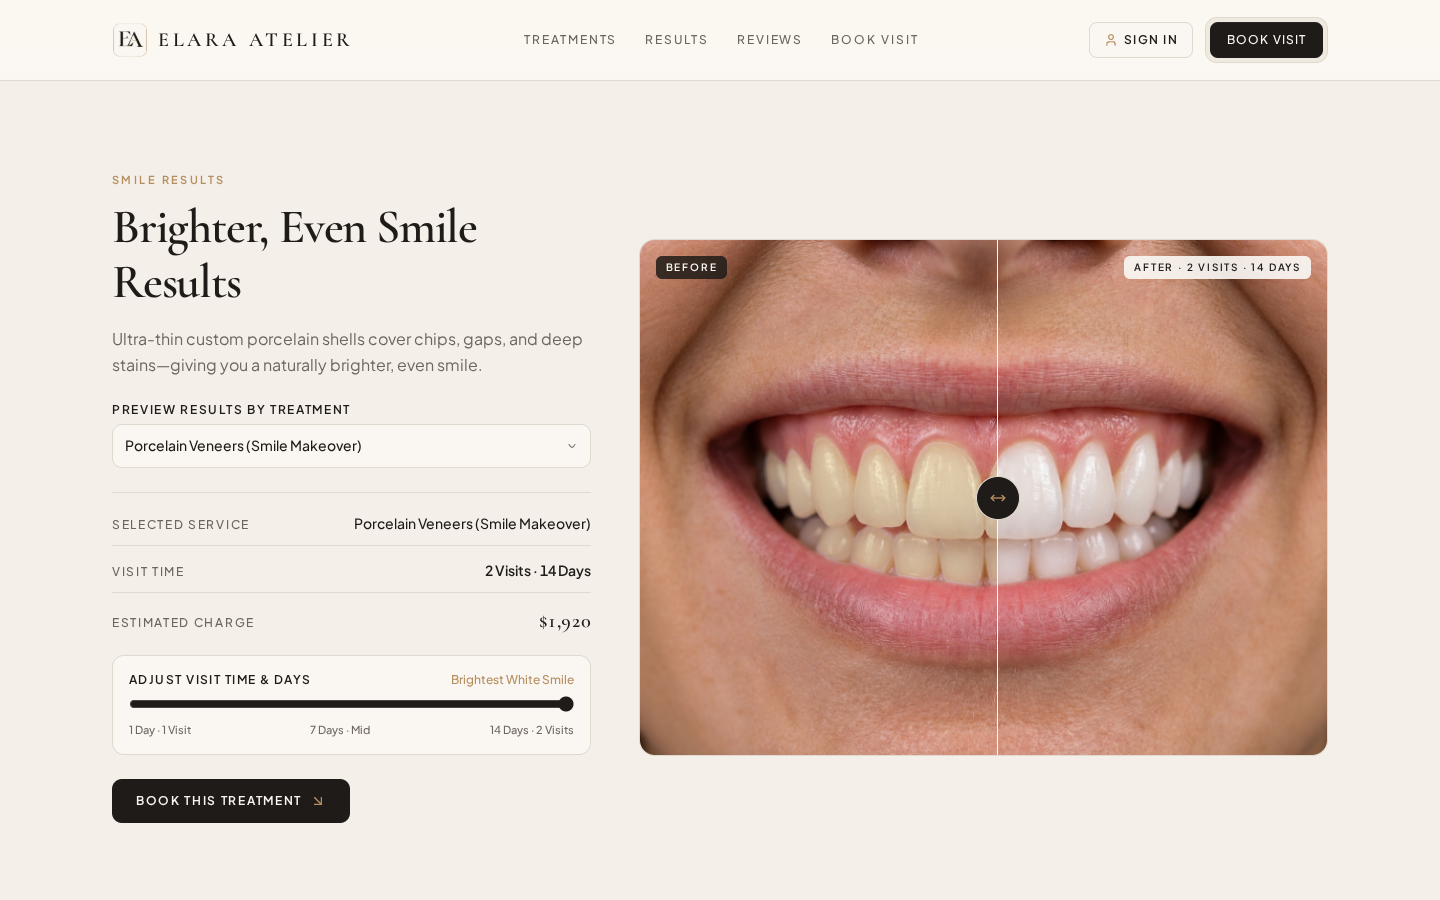 EA ELARA ATELIER
TREATMENTS RESULTS REVIEWS BOOK VISIT
SIGN IN
BOOK VISIT
SMILE RESULTS
Brighter, Even Smile
Results
Ultra-thin custom porcelain shells cover chips, gaps, and deep
stains—giving you a naturally brighter, even smile.
PREVIEW RESULTS BY TREATMENT
Porcelain Veneers (Smile Makeover)
SELECTED SERVICE Porcelain Veneers (Smile Makeover)
VISIT TIME 2 Visits · 14 Days
ESTIMATED CHARGE $1,920
ADJUST VISIT TIME & DAYS Brightest White Smile
1 Day · 1 Visit 7 Days · Mid 14 Days · 2 Visits
BOOK THIS TREATMENT
BEFORE
AFTER · 2 VISITS · 14 DAYS